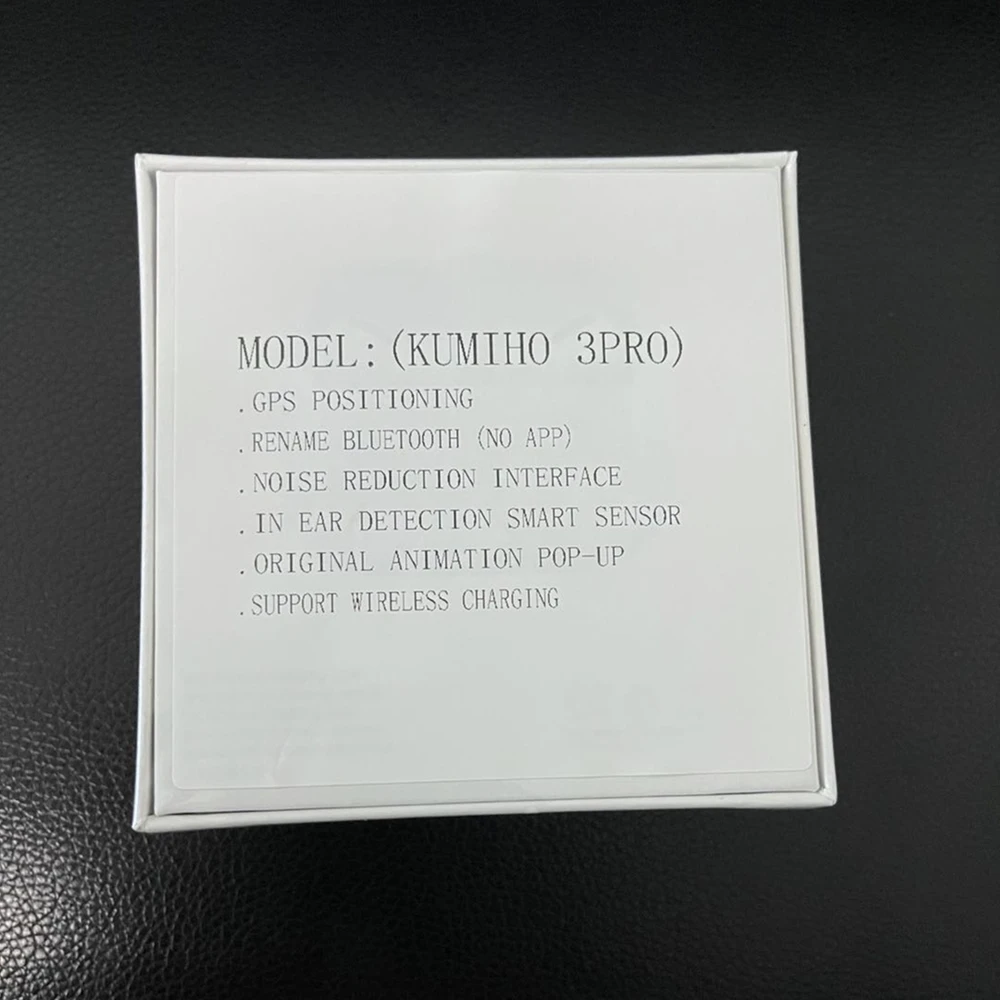 MODEL:(KUMIHO 3PRO)
.GPS POSITIONING
.RENAME BLUETOOTH (NO APP)
.NOISE REDUCTION INTERFACE
.IN EAR DETECTION SMART SENSOR
.ORIGINAL ANIMATION POP-UP
.SUPPORT WIRELESS CHARGING